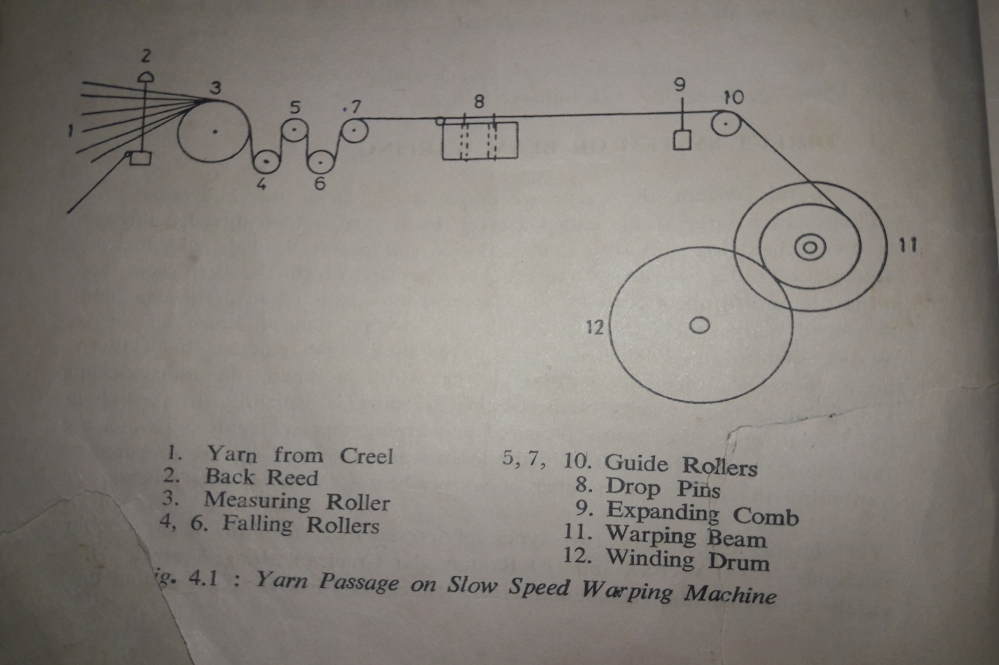 2
3
5
7
8
9
10
1
4
6
11
12
1. Yarn from Creel
2. Back Reed
3. Measuring Roller
4, 6. Falling Rollers
5, 7, 10. Guide Rollers
8. Drop Pins
9. Expanding Comb
11. Warping Beam
12. Winding Drum
ig. 4.1 : Yarn Passage on Slow Speed Warping Machine